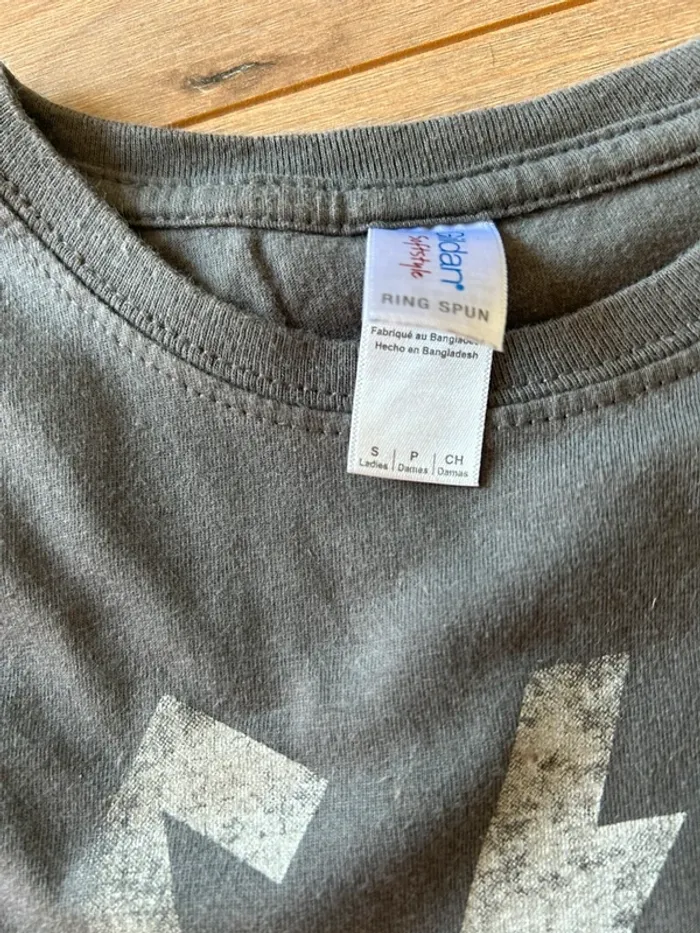 Gildan
Softstyle
RING SPUN
Fabriqué au Bangladesh
Hecho en Bangladesh
S | P | CH
Ladies | Dames | Damas